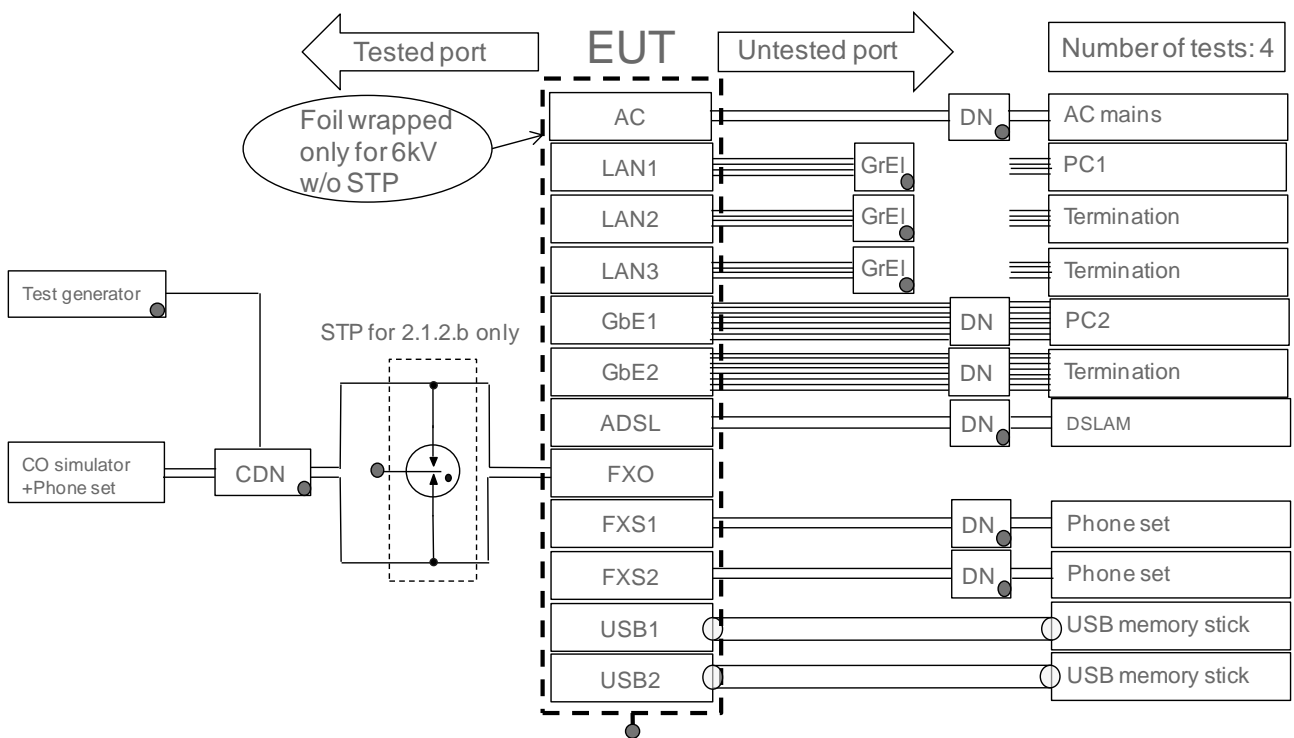 Tested port
EUT
Untested port
Number of tests: 4
Foil wrapped
only for 6kV
w/o STP
AC
DN
AC mains
LAN1
GrEI
PC1
LAN2
GrEI
Termination
LAN3
GrEI
Termination
Test generator
GbE1
DN
PC2
STP for 2.1.2.b only
GbE2
DN
Termination
ADSL
DN
DSLAM
CO simulator
+Phone set
CDN
FXO
FXS1
DN
Phone set
FXS2
DN
Phone set
USB1
USB memory stick
USB2
USB memory stick